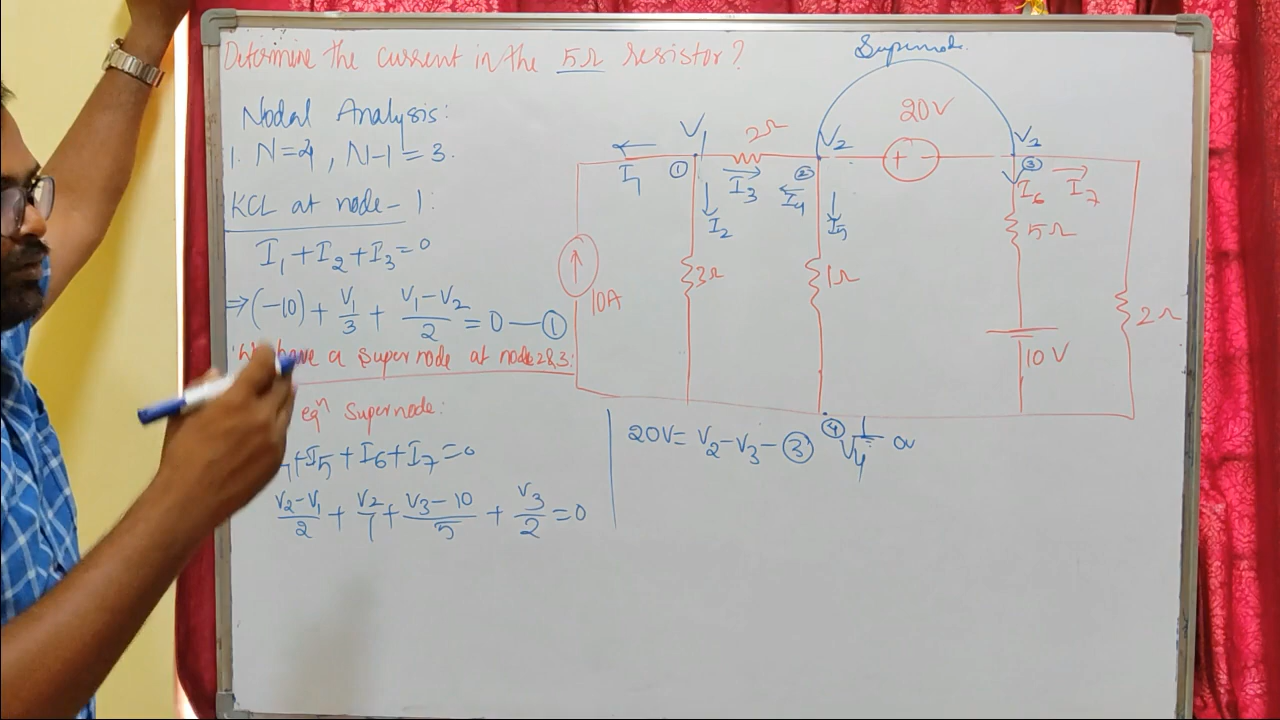 Determine the current in the 5Ω resistor?
Nodal Analysis:
1. N=4, N-1=3.
KCL at node-1:
I₁+I₂+I₃=0
⇒(-10)+V₁/3+(V₁-V₂)/2=0—①
have a super node at node 2&3:
eqⁿ Supernode:
+I₅+I₆+I₇=0
(V₂-V₁)/2+V₂/1+(V₃-10)/5+V₃/2=0
20V=V₂-V₃-③
Supernode
V₁
2Ω
V₂
20V
+ -
I₁
①
I₃
②
I₄
③
I₆
I₇
I₂
I₅
5Ω
3Ω
1Ω
10A
2Ω
10V
④
V₄
0V